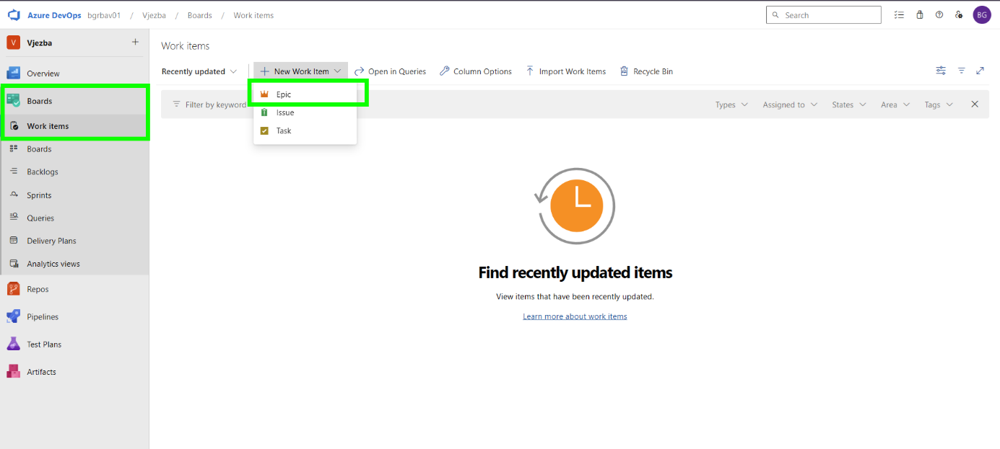 Azure DevOps bgrbav01 / Vjezba / Boards / Work items
Search
BG
V Vjezba
Overview
Boards
Work items
Boards
Backlogs
Sprints
Queries
Delivery Plans
Analytics views
Repos
Pipelines
Test Plans
Artifacts
Work items
Recently updated
New Work Item
Open in Queries
Column Options
Import Work Items
Recycle Bin
Epic
Issue
Task
Filter by keyword
Types
Assigned to
States
Area
Tags
Find recently updated items
View items that have been recently updated.
Learn more about work items